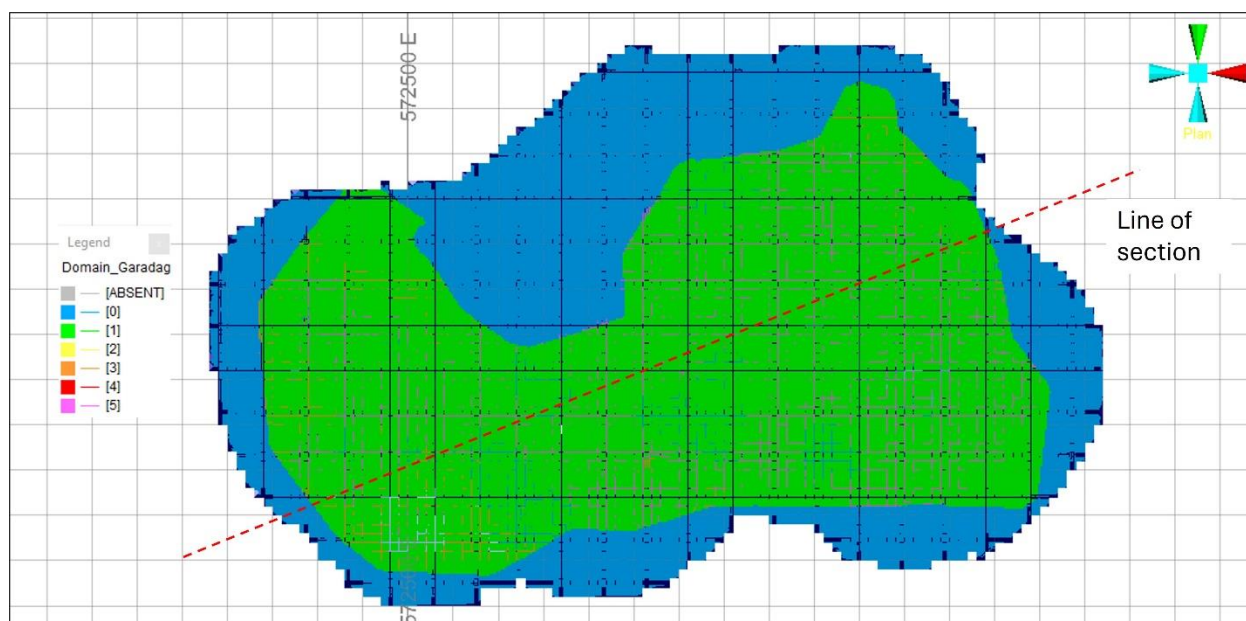 572500 E
Plan
Line of
section
Legend
Domain_Garadag
[ABSENT]
[0]
[1]
[2]
[3]
[4]
[5]